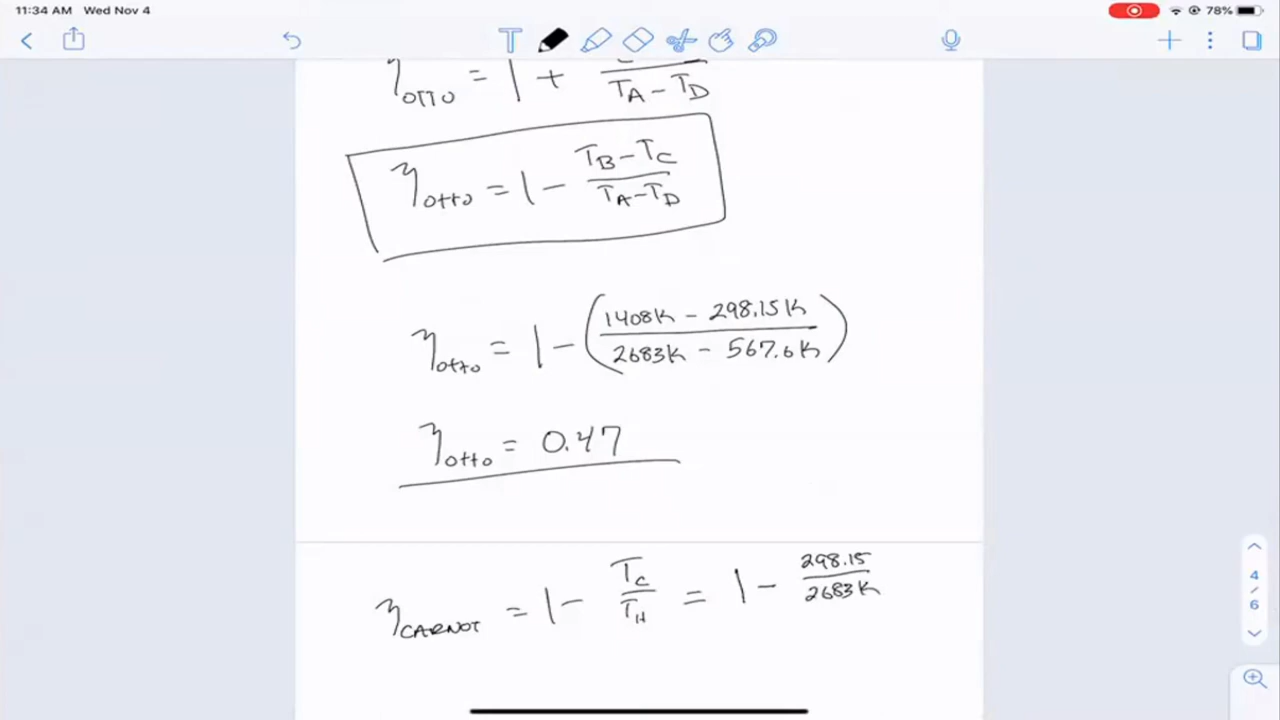 11:34 AM Wed Nov 4 78%
T
η_OTTO = 1 + —/(T_A – T_D)
η_otto = 1 – (T_B – T_C)/(T_A – T_D)
η_otto = 1 – ((1408K – 298.15K)/(2683K – 567.6K))
η_otto = 0.47
η_CARNOT = 1 – T_C/T_H = 1 – 298.15/2683K
4
/
6